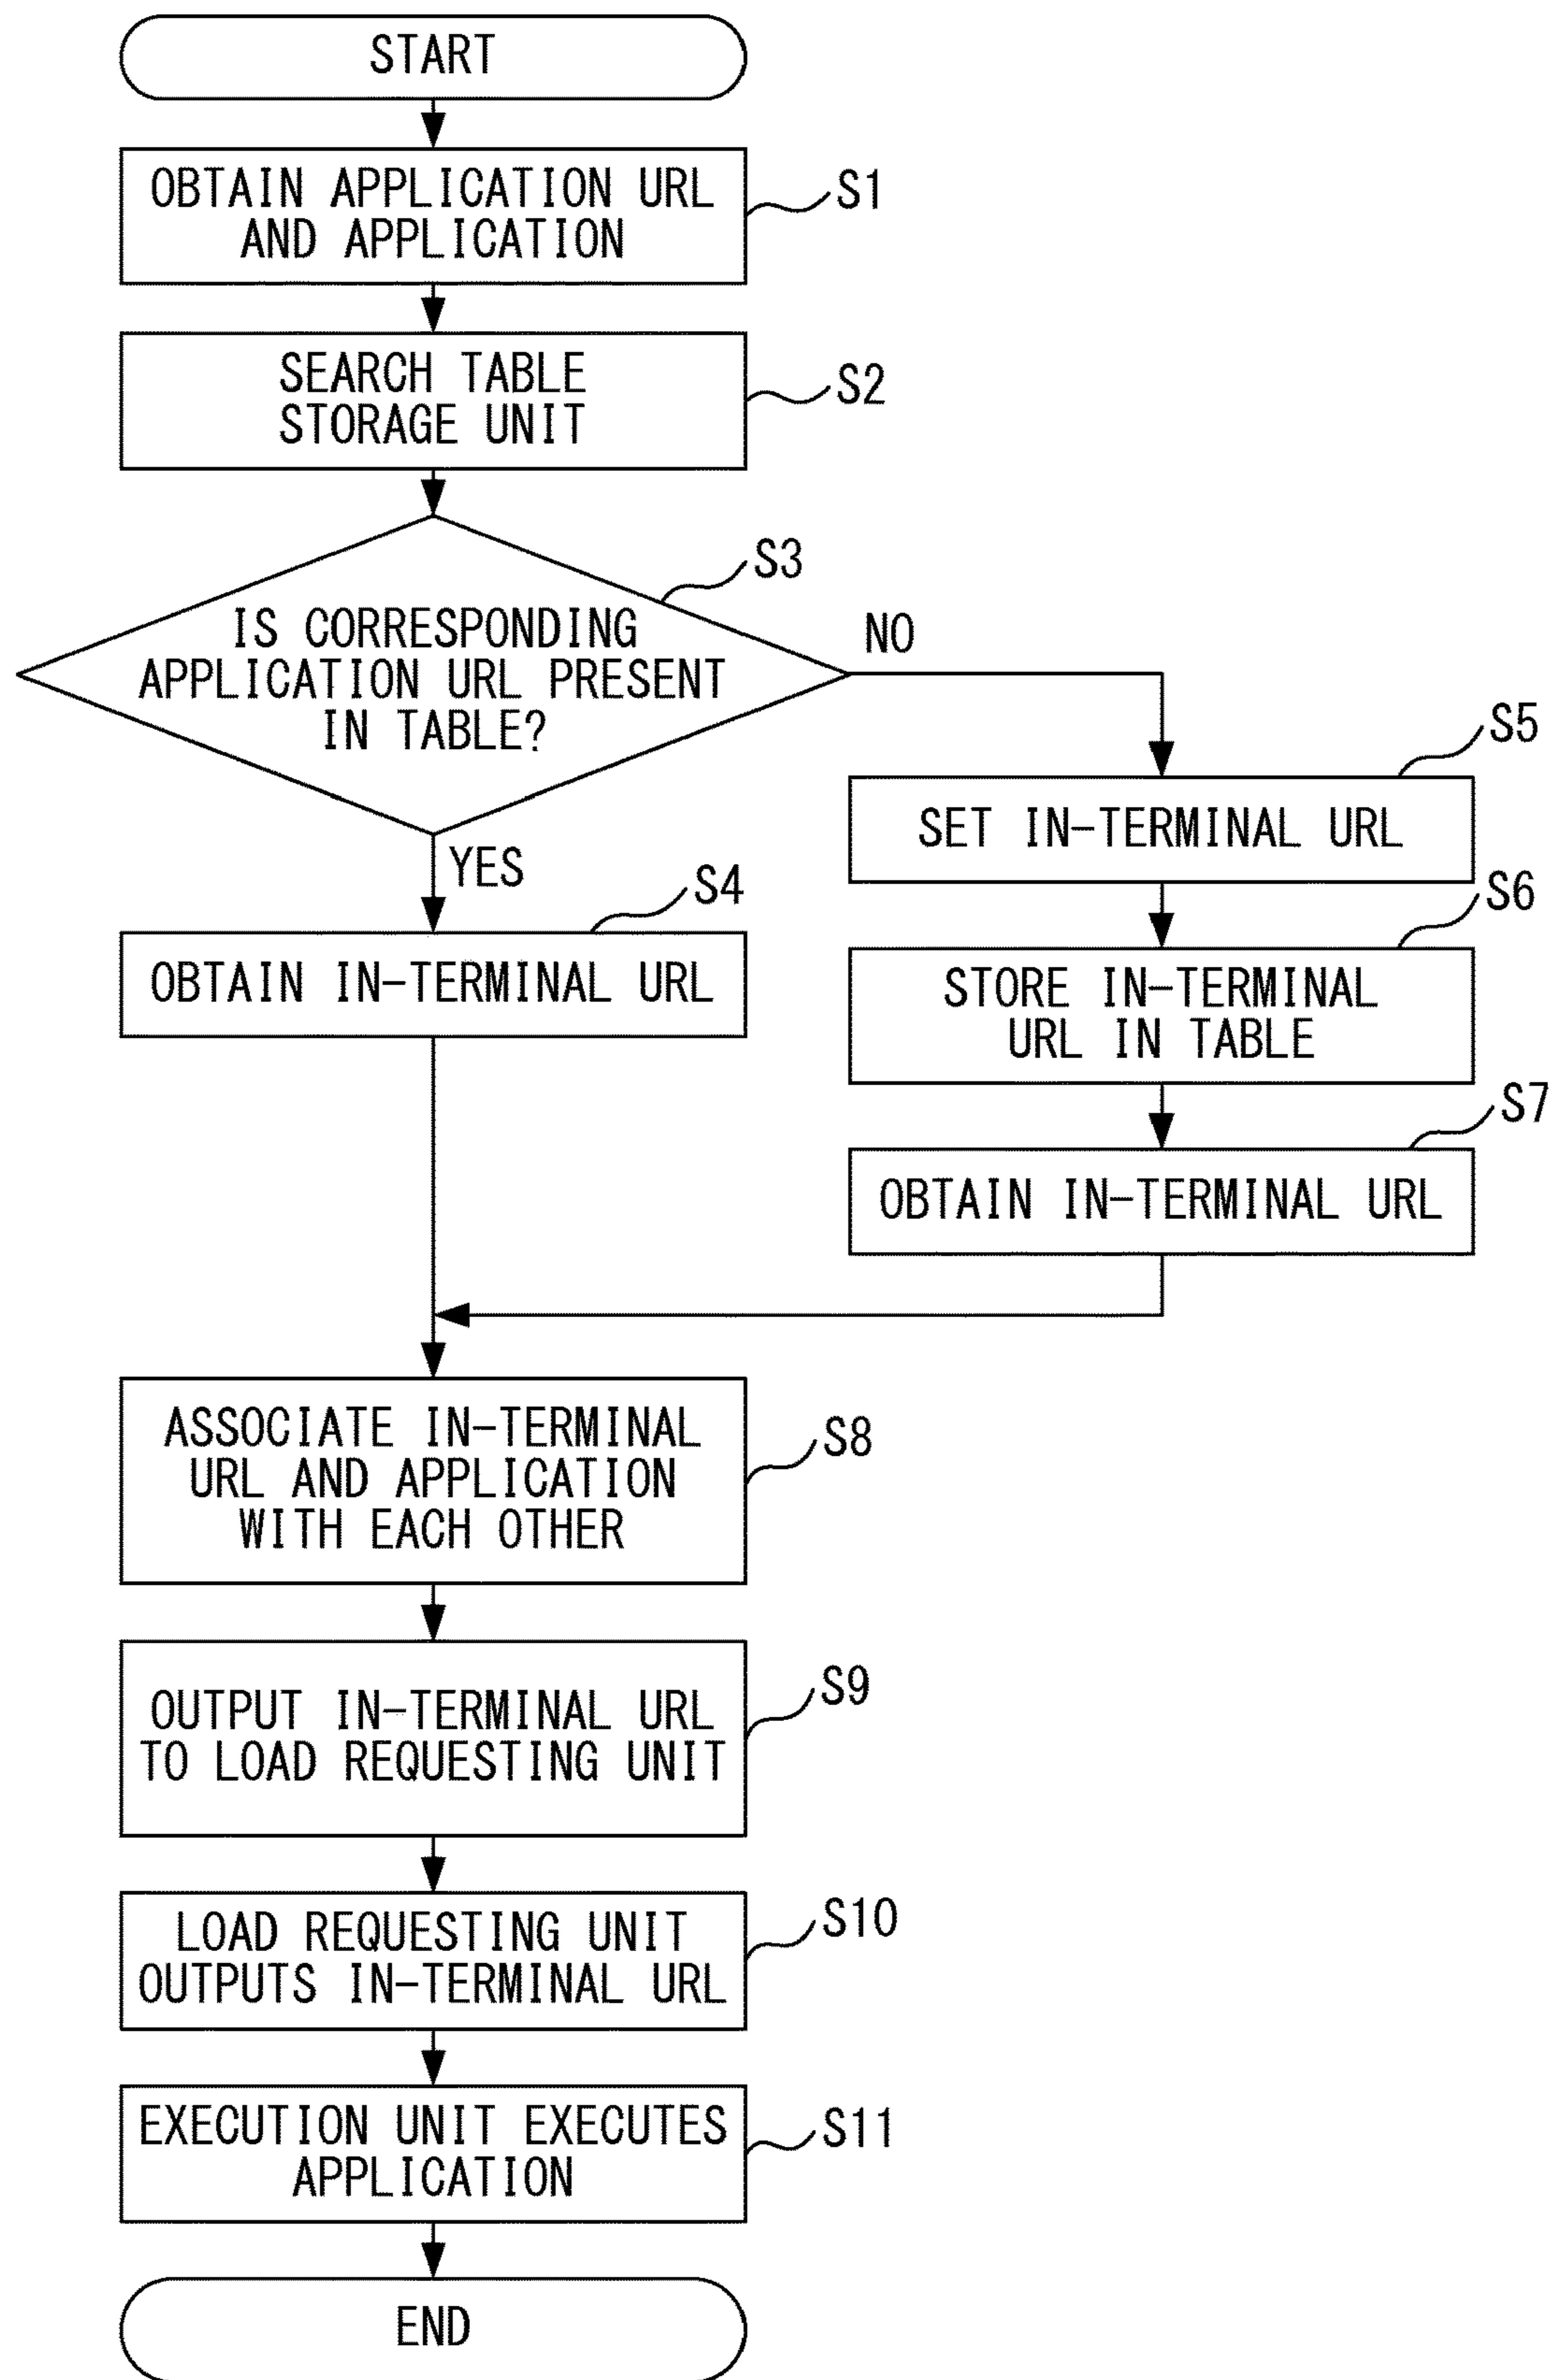 START
OBTAIN APPLICATION URL
AND APPLICATION
S1
SEARCH TABLE
STORAGE UNIT
S2
S3
IS CORRESPONDING
APPLICATION URL PRESENT
IN TABLE?
NO
YES
S4
OBTAIN IN-TERMINAL URL
S5
SET IN-TERMINAL URL
S6
STORE IN-TERMINAL
URL IN TABLE
S7
OBTAIN IN-TERMINAL URL
ASSOCIATE IN-TERMINAL
URL AND APPLICATION
WITH EACH OTHER
S8
OUTPUT IN-TERMINAL URL
TO LOAD REQUESTING UNIT
S9
LOAD REQUESTING UNIT
OUTPUTS IN-TERMINAL URL
S10
EXECUTION UNIT EXECUTES
APPLICATION
S11
END